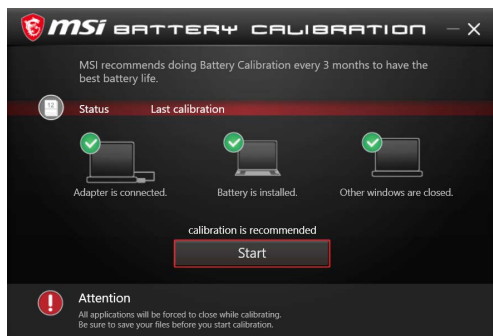 msi BATTERY CALIBRATION
MSI recommends doing Battery Calibration every 3 months to have the
best battery life.
12 Status Last calibration
Adapter is connected. Battery is installed. Other windows are closed.
calibration is recommended
Start
Attention
All applications will be forced to close while calibrating.
Be sure to save your files before you start calibration.